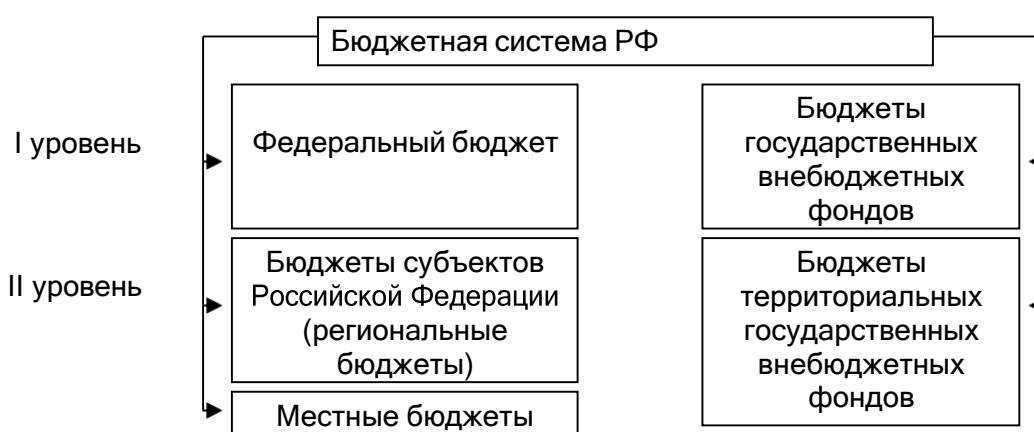 Бюджетная система РФ
I уровень
Федеральный бюджет
Бюджеты
государственных
внебюджетных
фондов
II уровень
Бюджеты субъектов
Российской Федерации
(региональные
бюджеты)
Бюджеты
территориальных
государственных
внебюджетных
фондов
Местные бюджеты